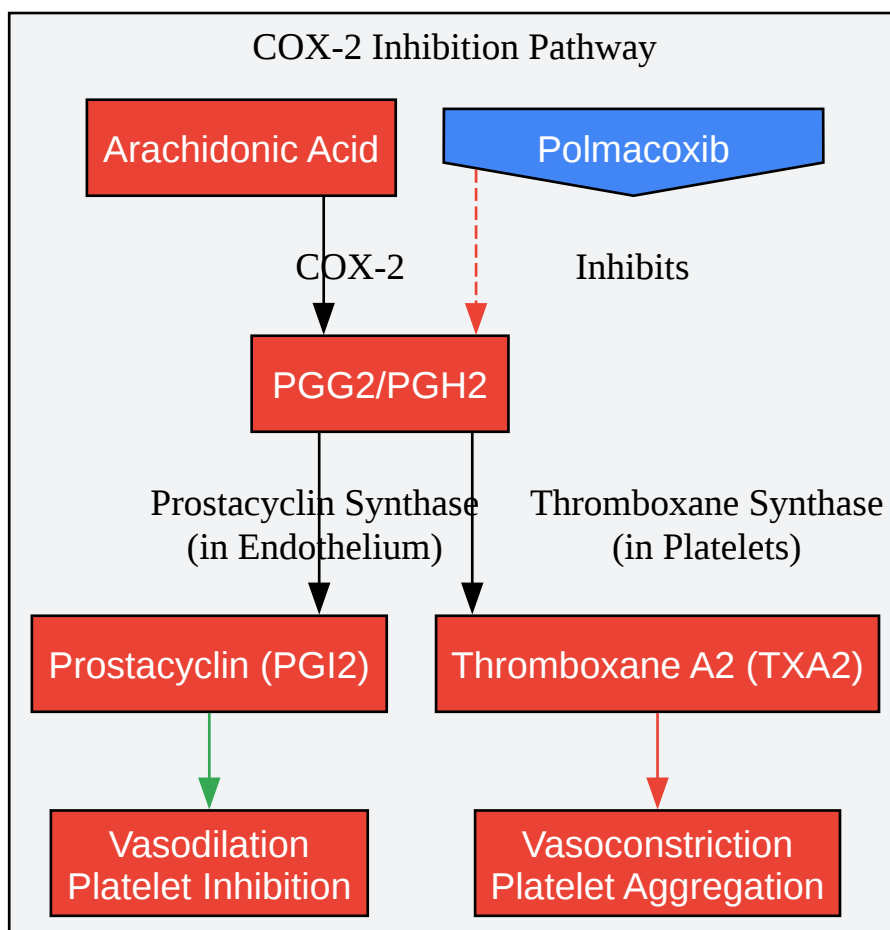 COX-2 Inhibition Pathway
Arachidonic Acid
Polmacoxib
COX-2
Inhibits
PGG2/PGH2
Prostacyclin Synthase
(in Endothelium)
Thromboxane Synthase
(in Platelets)
Prostacyclin (PGI2)
Thromboxane A2 (TXA2)
Vasodilation
Platelet Inhibition
Vasoconstriction
Platelet Aggregation